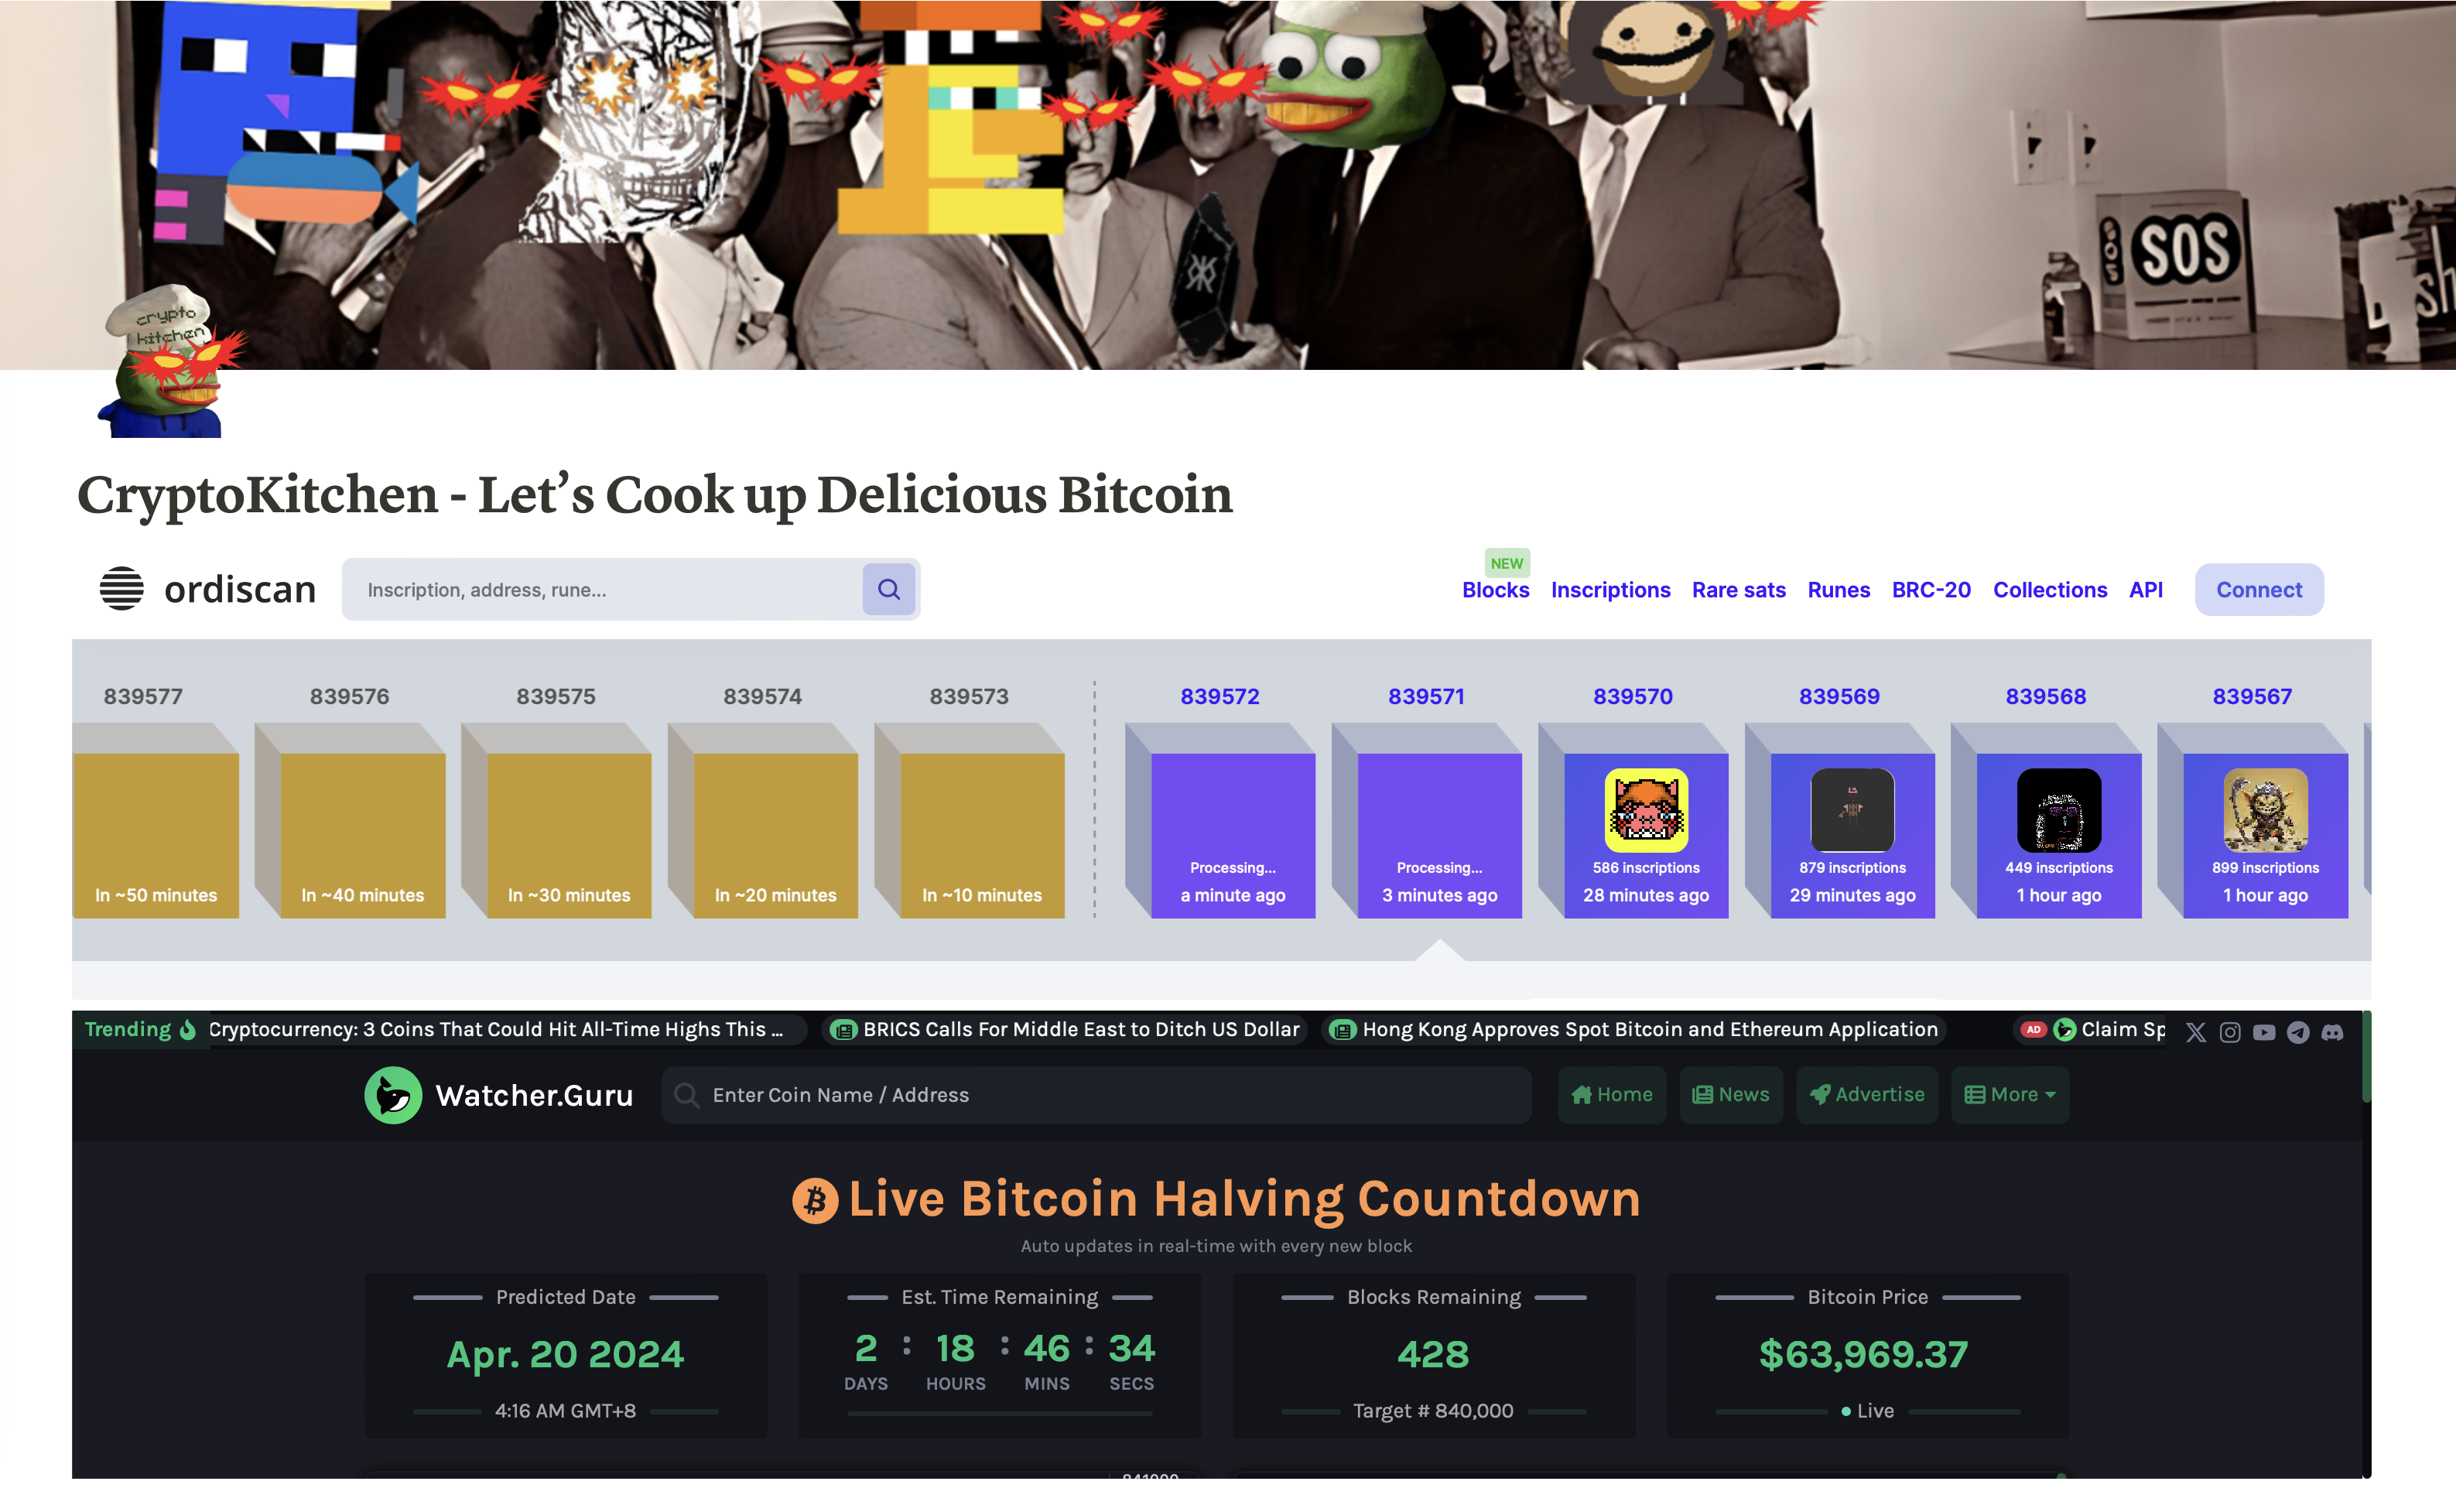 SOS
SOS
crypto
kitchen
CryptoKitchen - Let’s Cook up Delicious Bitcoin
ordiscan
Inscription, address, rune...
NEW
Blocks
Inscriptions
Rare sats
Runes
BRC-20
Collections
API
Connect
839577
839576
839575
839574
839573
839572
839571
839570
839569
839568
839567
In ~50 minutes
In ~40 minutes
In ~30 minutes
In ~20 minutes
In ~10 minutes
Processing...
a minute ago
Processing...
3 minutes ago
586 inscriptions
28 minutes ago
879 inscriptions
29 minutes ago
449 inscriptions
1 hour ago
899 inscriptions
1 hour ago
Trending
Cryptocurrency: 3 Coins That Could Hit All-Time Highs This ...
BRICS Calls For Middle East to Ditch US Dollar
Hong Kong Approves Spot Bitcoin and Ethereum Application
AD
Claim Sp
Watcher.Guru
Enter Coin Name / Address
Home
News
Advertise
More
Live Bitcoin Halving Countdown
Auto updates in real-time with every new block
Predicted Date
Apr. 20 2024
4:16 AM GMT+8
Est. Time Remaining
2 : 18 : 46 : 34
DAYS HOURS MINS SECS
Blocks Remaining
428
Target # 840,000
Bitcoin Price
$63,969.37
Live